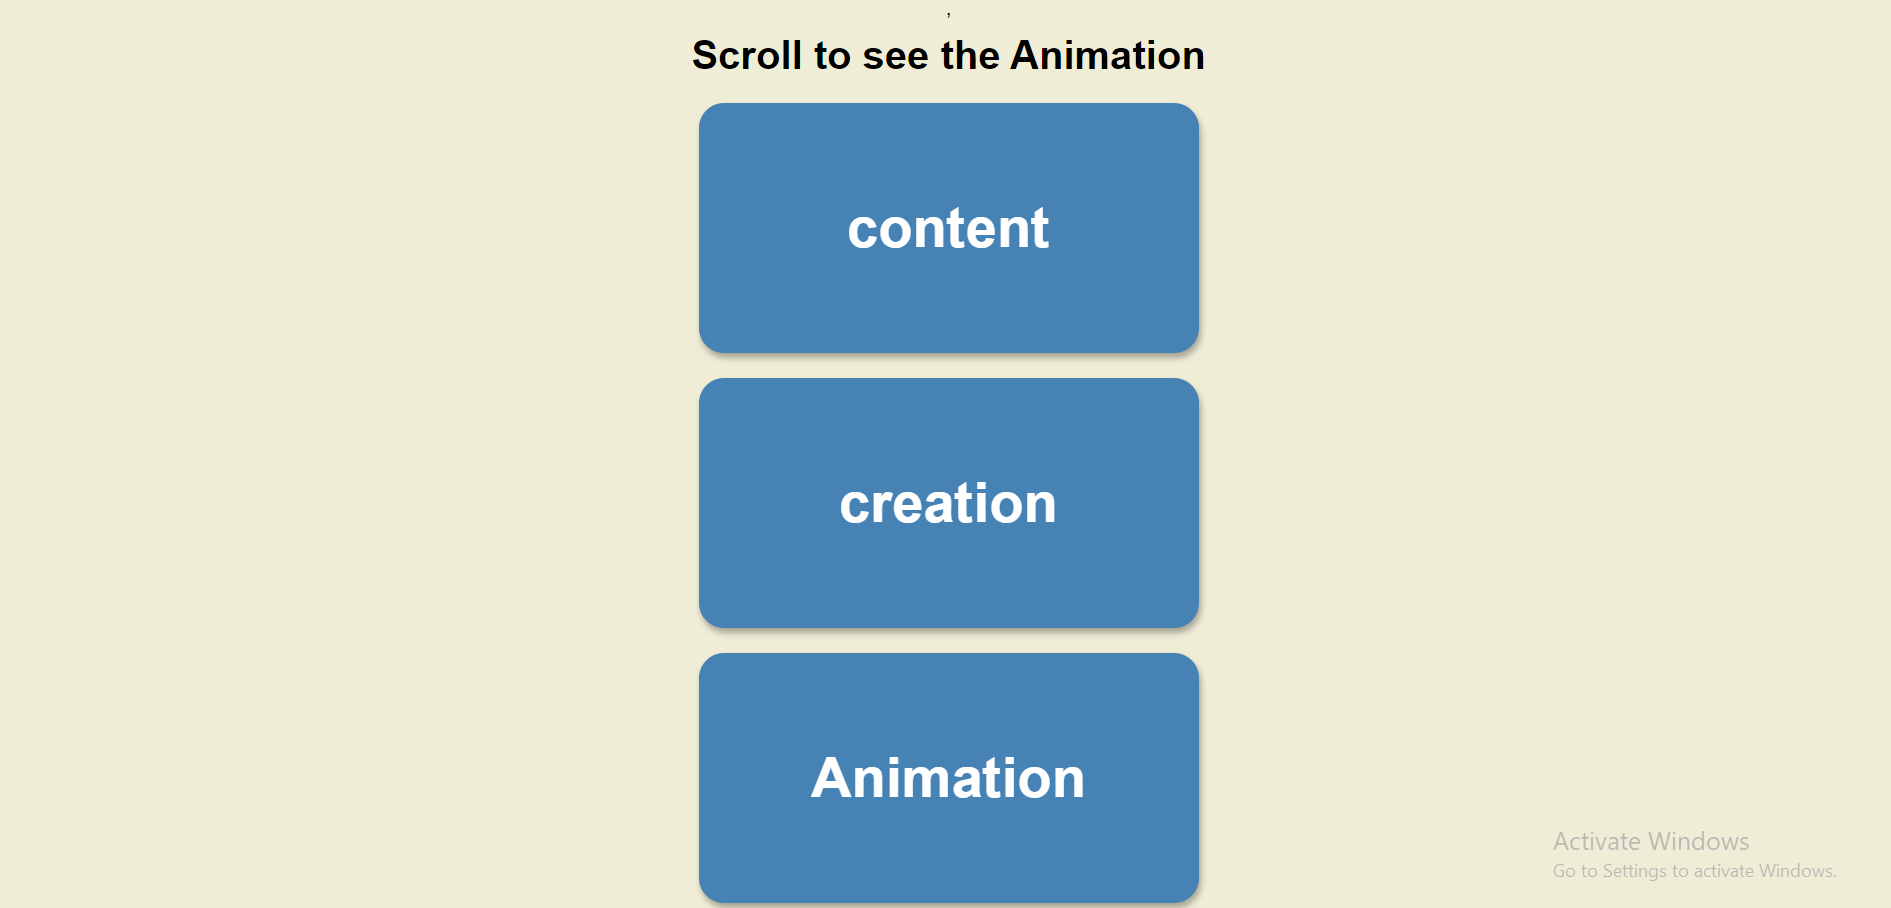 ,
Scroll to see the Animation
content
creation
Animation
Activate Windows
Go to Settings to activate Windows.